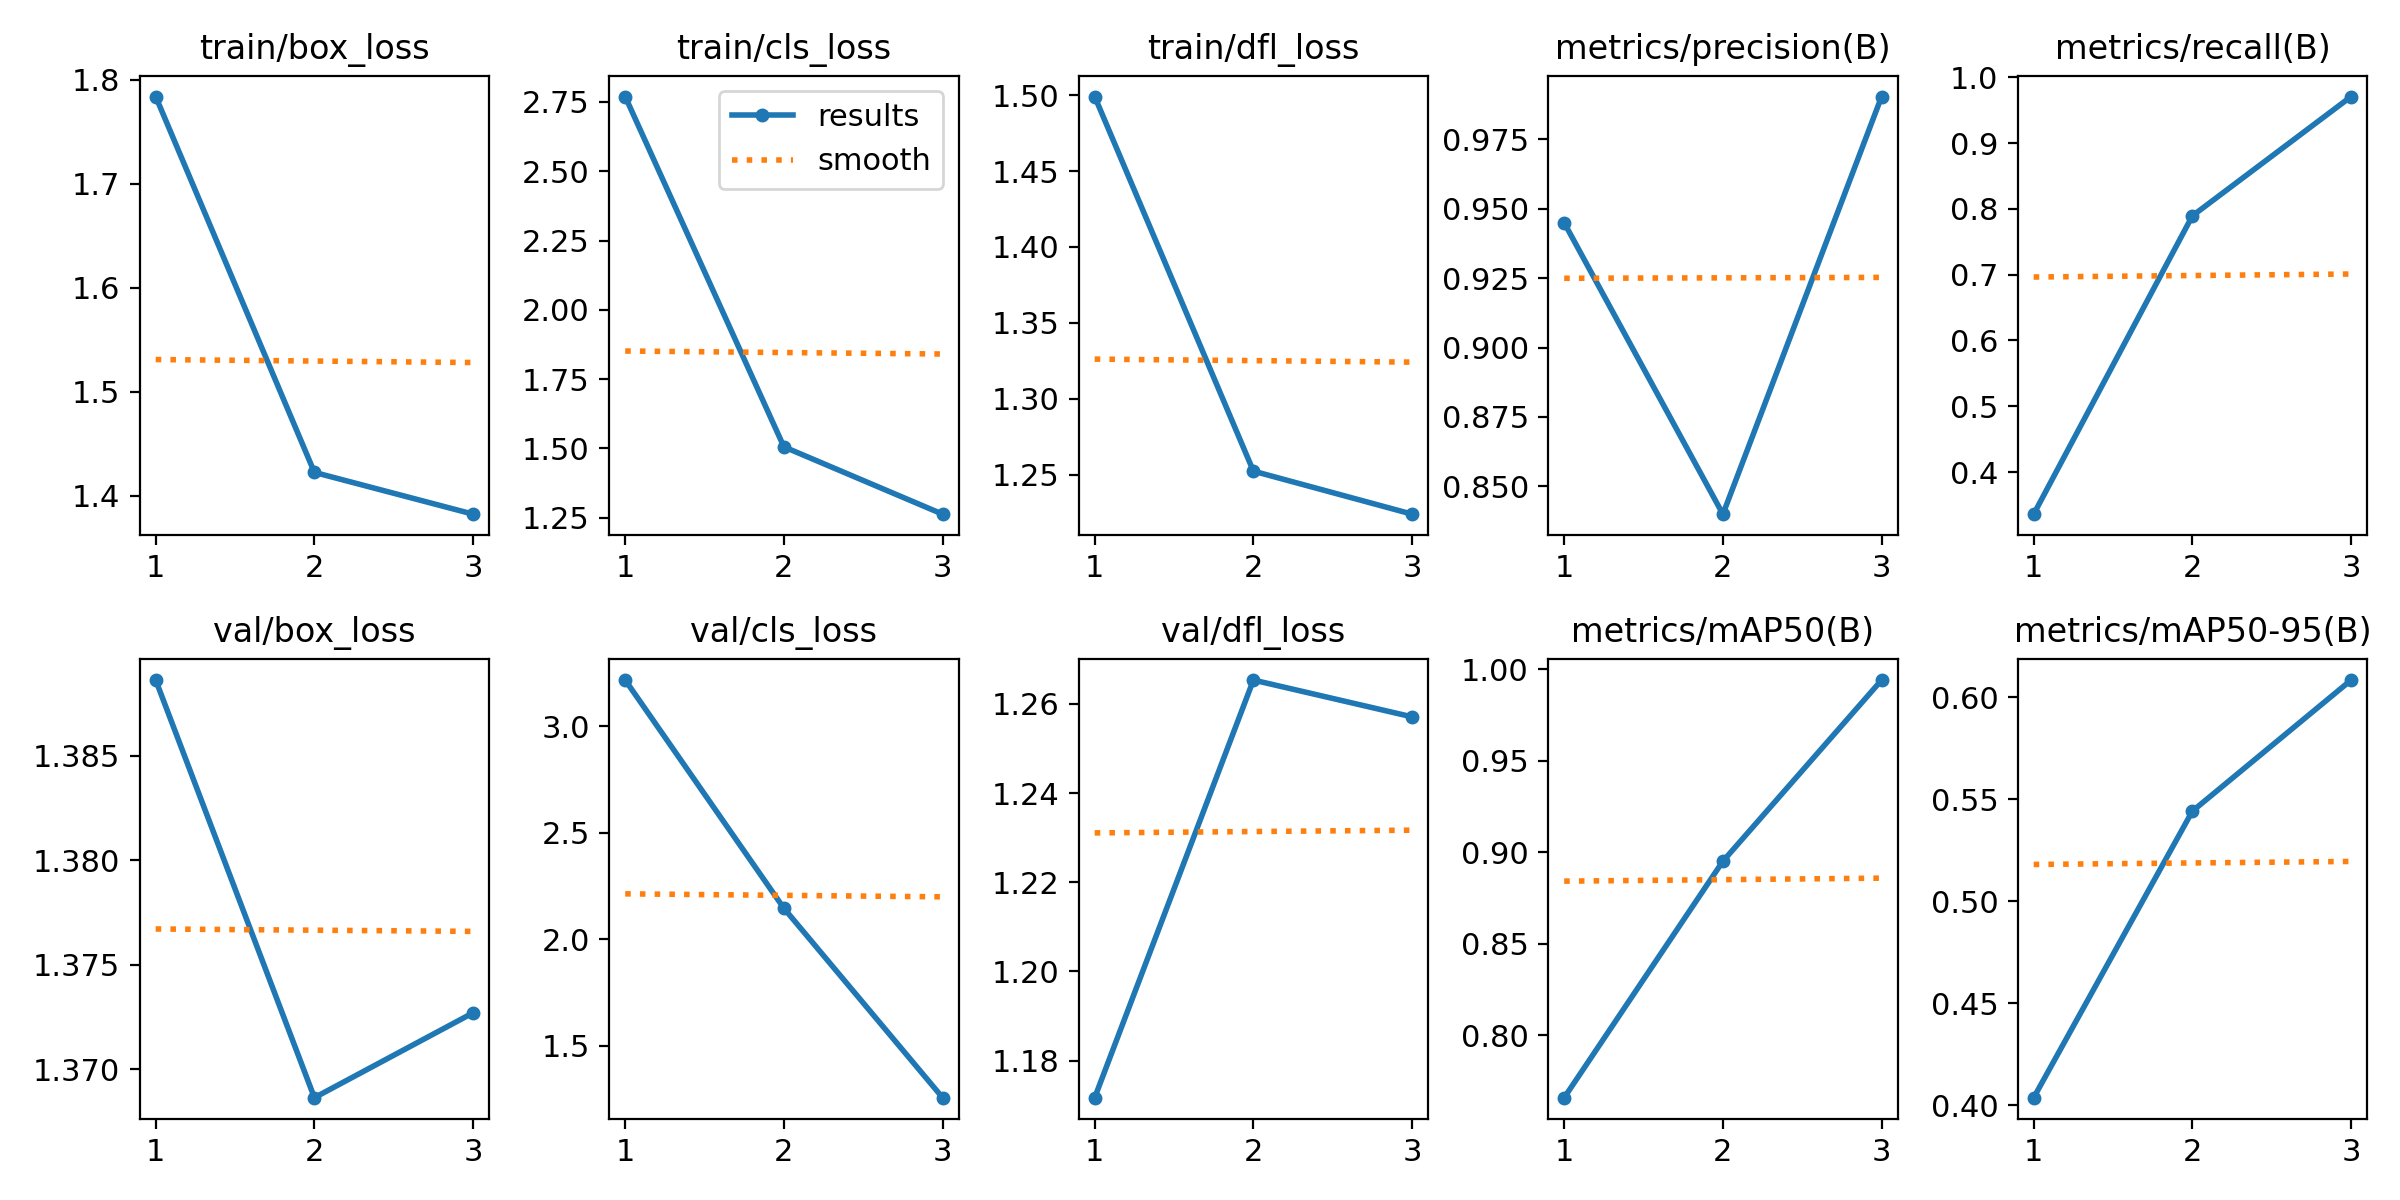 train/box_loss
1.8
1.7
1.6
1.5
1.4
1 2 3
train/cls_loss
results
smooth
2.75
2.50
2.25
2.00
1.75
1.50
1.25
1 2 3
train/dfl_loss
1.50
1.45
1.40
1.35
1.30
1.25
1 2 3
metrics/precision(B)
0.975
0.950
0.925
0.900
0.875
0.850
1 2 3
metrics/recall(B)
1.0
0.9
0.8
0.7
0.6
0.5
0.4
1 2 3
val/box_loss
1.385
1.380
1.375
1.370
1 2 3
val/cls_loss
3.0
2.5
2.0
1.5
1 2 3
val/dfl_loss
1.26
1.24
1.22
1.20
1.18
1 2 3
metrics/mAP50(B)
1.00
0.95
0.90
0.85
0.80
1 2 3
metrics/mAP50-95(B)
0.60
0.55
0.50
0.45
0.40
1 2 3